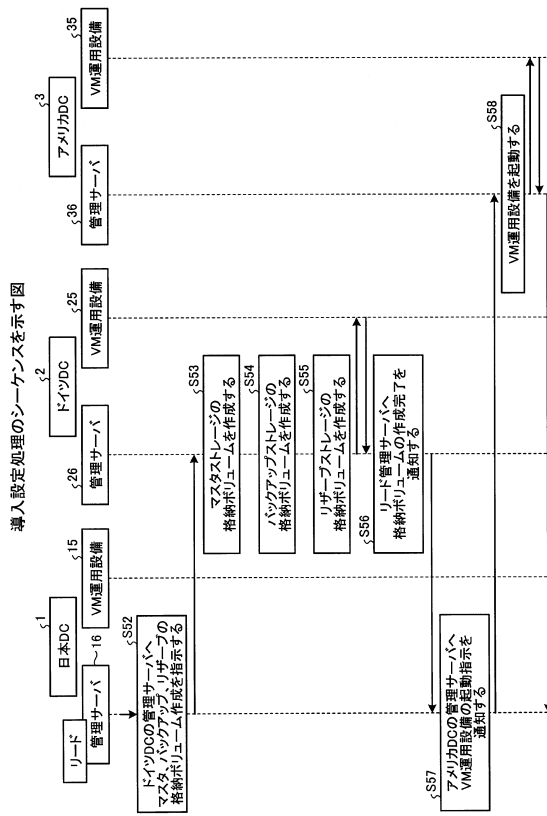 導入設定処理のシーケンスを示す図
1
日本DC
2
ドイツDC
3
アメリカDC
リード
管理サーバ
16
VM運用設備
15
管理サーバ
26
VM運用設備
25
管理サーバ
36
VM運用設備
35
S52
ドイツDCの管理サーバへ
マスタ、バックアップ、リザーブの
格納ボリューム作成を指示する
S53
マスタストレージの
格納ボリュームを作成する
S54
バックアップストレージの
格納ボリュームを作成する
S55
リザーブストレージの
格納ボリュームを作成する
S56
リード管理サーバへ
格納ボリュームの作成完了を
通知する
S57
アメリカDCの管理サーバへ
VM運用設備の起動指示を
通知する
S58
VM運用設備を起動する